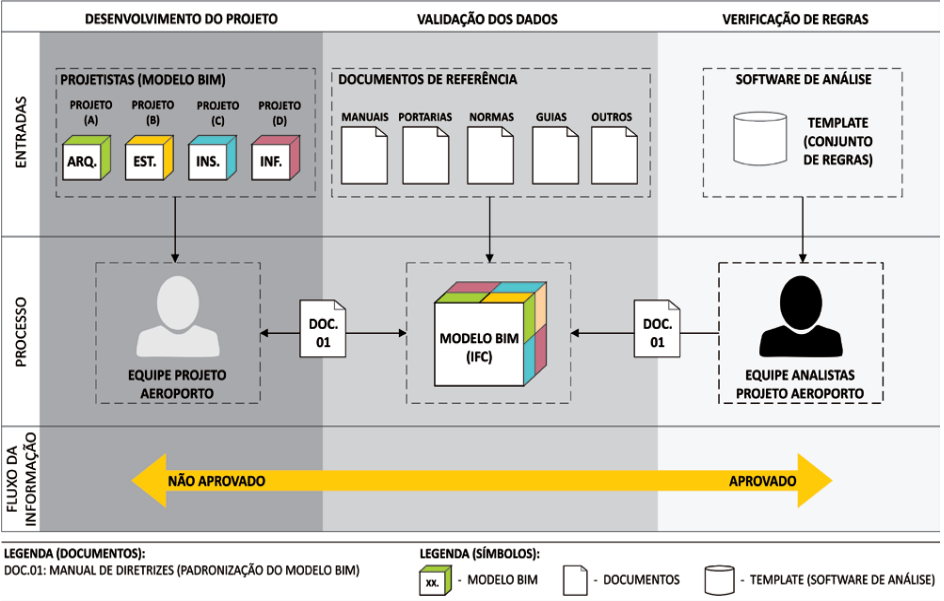 DESENVOLVIMENTO DO PROJETO
VALIDAÇÃO DOS DADOS
VERIFICAÇÃO DE REGRAS
ENTRADAS
PROJETISTAS (MODELO BIM)
PROJETO
(A)
PROJETO
(B)
PROJETO
(C)
PROJETO
(D)
ARQ.
EST.
INS.
INF.
DOCUMENTOS DE REFERÊNCIA
MANUAIS
PORTARIAS
NORMAS
GUIAS
OUTROS
SOFTWARE DE ANÁLISE
TEMPLATE
(CONJUNTO
DE REGRAS)
PROCESSO
EQUIPE PROJETO
AEROPORTO
DOC.
01
MODELO BIM
(IFC)
DOC.
01
EQUIPE ANALISTAS
PROJETO AEROPORTO
FLUXO DA
INFORMAÇÃO
NÃO APROVADO
APROVADO
LEGENDA (DOCUMENTOS):
DOC.01: MANUAL DE DIRETRIZES (PADRONIZAÇÃO DO MODELO BIM)
LEGENDA (SÍMBOLOS):
XX.
- MODELO BIM
- DOCUMENTOS
- TEMPLATE (SOFTWARE DE ANÁLISE)